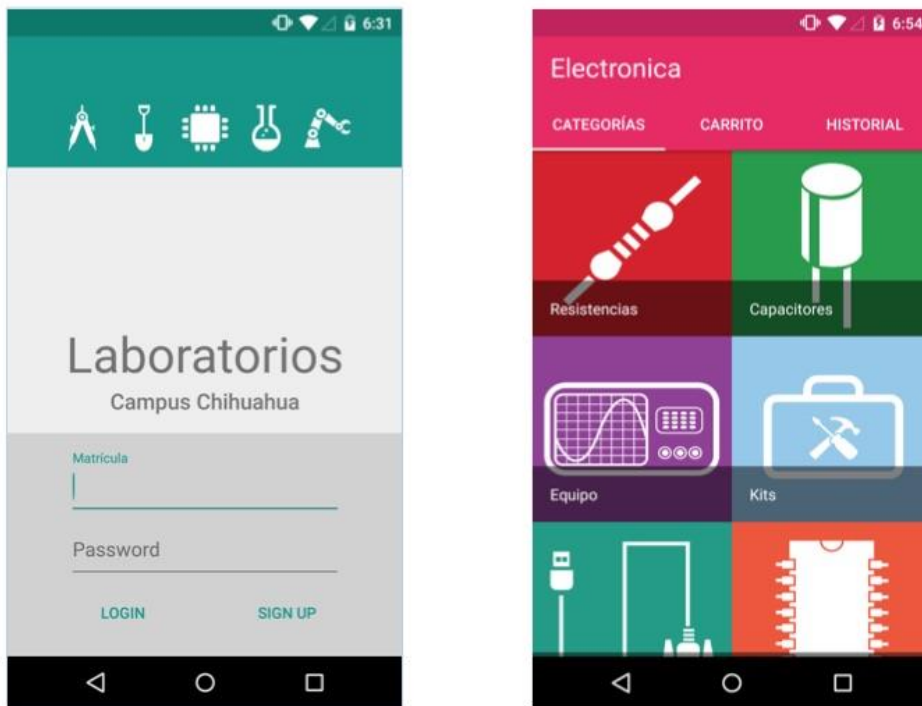 6:31
Laboratorios
Campus Chihuahua
Matrícula
Password
LOGIN SIGN UP
6:54
Electronica
CATEGORÍAS CARRITO HISTORIAL
Resistencias Capacitores
Equipo Kits